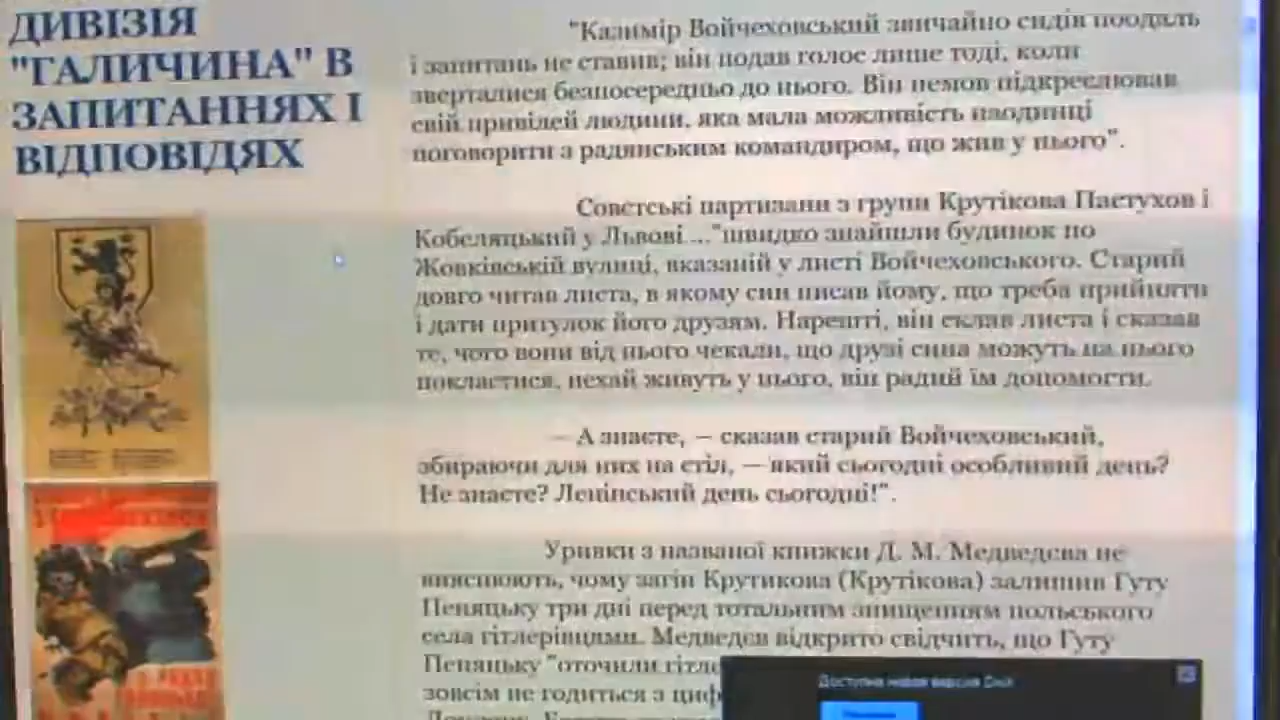 ДИВІЗІЯ
"ГАЛИЧИНА" В
ЗАПИТАННЯХ І
ВІДПОВІДЯХ
"Казимір Войчеховський звичайно сидів поодаль
і запитань не ставив; він подав голос лише тоді, коли
зверталися безпосередньо до нього. Він немов підкреслював
свій привілей людини, яка мала можливість наодинці
поговорити з радянським командиром, що жив у нього".
Совєтські партизани з групи Крутікова Пастухов і
Кобеляцький у Львові ..."швидко знайшли будинок по
Жовківській вулиці, вказаній у листі Войчеховського. Старий
довго читав листа, в якому син писав йому, що треба прийняти
і дати притулок його друзям. Нарешті, він склав листа і сказав
те, чого вони від нього чекали, що друзі сина можуть на нього
покластися, нехай живуть у нього, він радий їм допомогти.
— А знаєте, — сказав старий Войчеховський,
збираючи для них на стіл, — який сьогодні особливий день?
Не знаєте? Ленінський день сьогодні!".
Уривки з названої книжки Д. М. Медведєва не
вияснюють, чому загін Крутикова (Крутікова) залишив Гуту
Пеняцьку три дні перед тотальним знищенням польського
села гітлерівцями. Медведєв відкрито свідчить, що Гуту
Пеняцьку "оточили гітле
зовсім не годиться з циф
Доступна новая версия